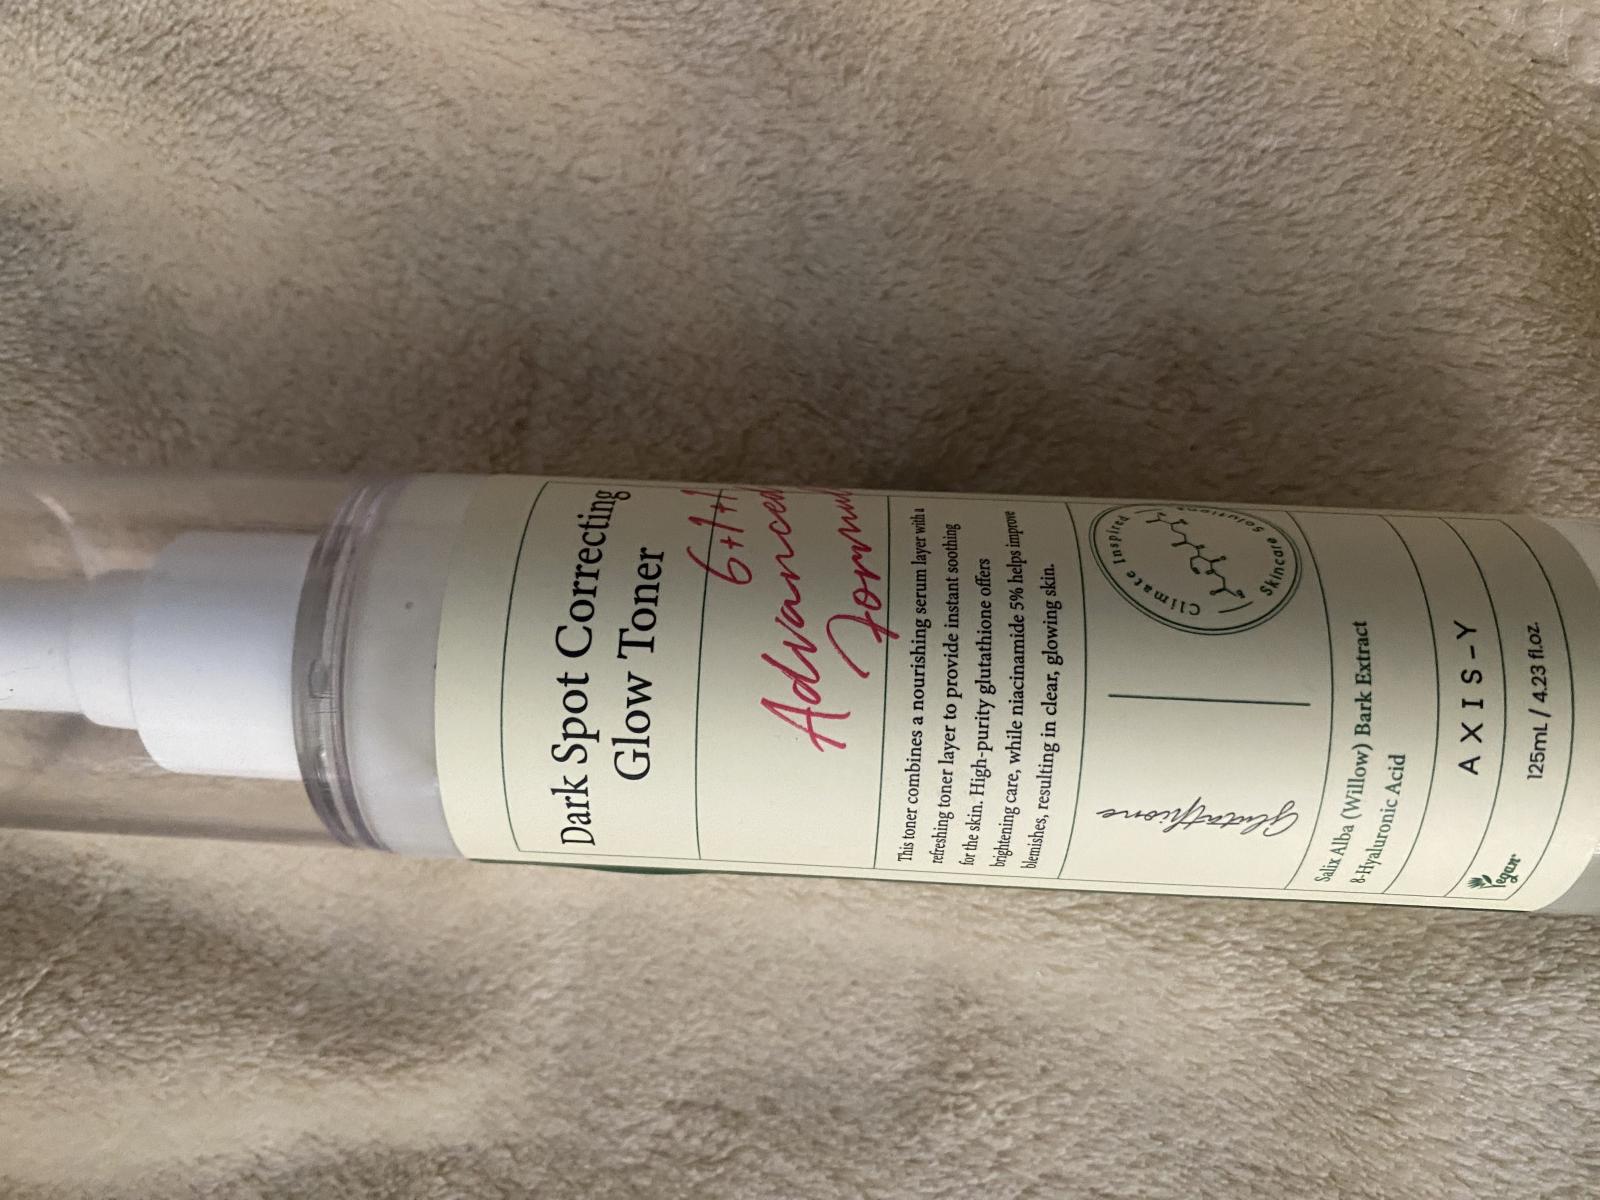 Dark Spot Correcting
Glow Toner
6+1+1
Advanced
This toner combines a nourishing serum layer with a
refreshing toner layer to provide instant soothing
for the skin. High-purity glutathione offers
brightening care, while niacinamide 5% helps improve
blemishes, resulting in clear, glowing skin.
Glutathione
Climate Inspired
Skincare Solutions
Salix Alba (Willow) Bark Extract
8-Hyaluronic Acid
AXIS-Y
Vegan
125mL / 4.23 fl.oz.